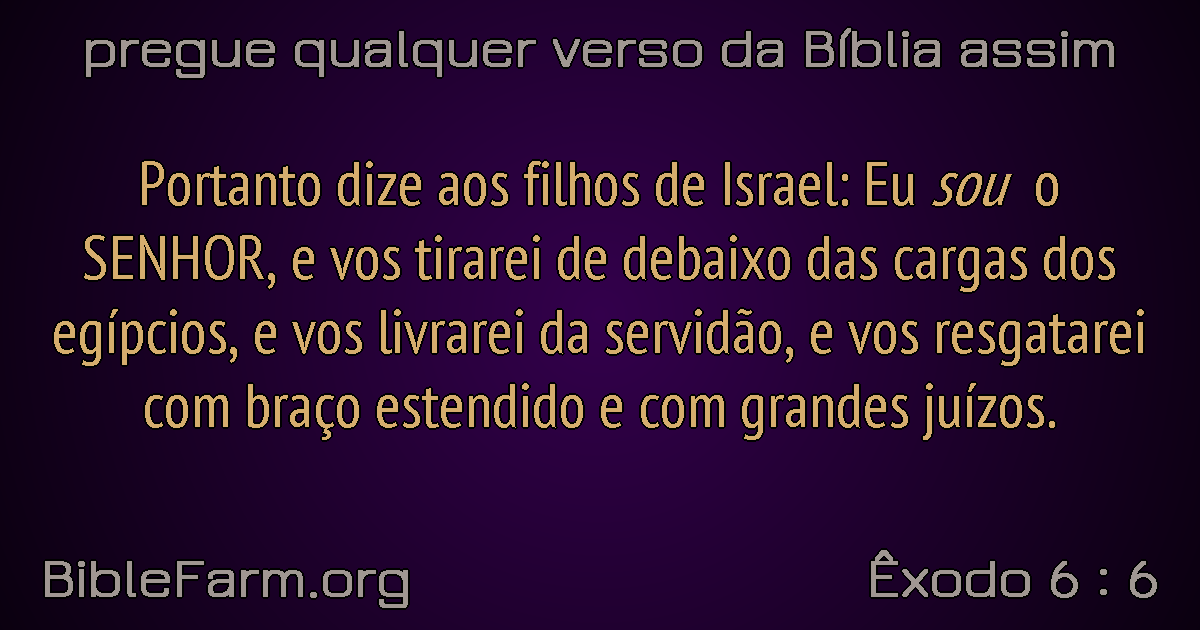 pregue qualquer verso da Bíblia assim
Portanto dize aos filhos de Israel: Eu sou o
SENHOR, e vos tirarei de debaixo das cargas dos
egípcios, e vos livrarei da servidão, e vos resgatarei
com braço estendido e com grandes juízos.
BibleFarm.org
Êxodo 6 : 6